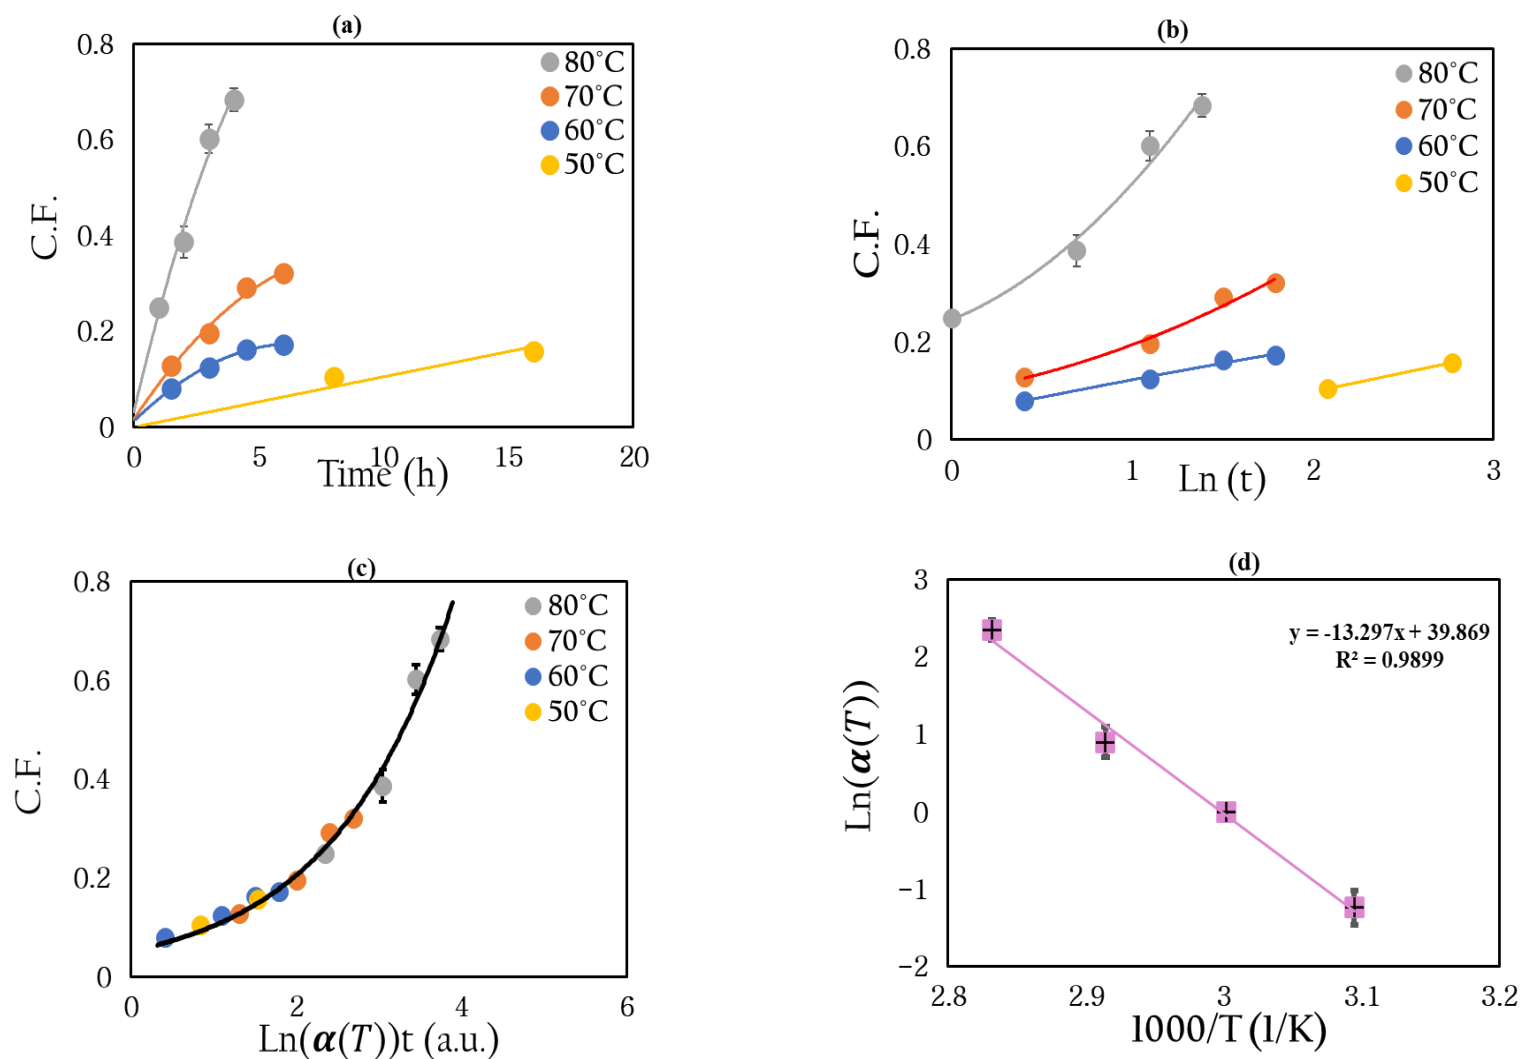 (a)
0.8
0.6
0.4
0.2
0
C.F.
80°C
70°C
60°C
50°C
0 5 10 15 20
Time (h)
(b)
0.8
0.6
0.4
0.2
0
C.F.
80°C
70°C
60°C
50°C
0 1 2 3
Ln (t)
(c)
0.8
0.6
0.4
0.2
0
C.F.
80°C
70°C
60°C
50°C
0 2 4 6
Ln(α(T))t (a.u.)
(d)
3
2
1
0
−1
−2
Ln(α(T))
y = -13.297x + 39.869
R² = 0.9899
2.8 2.9 3 3.1 3.2
1000/T (1/K)